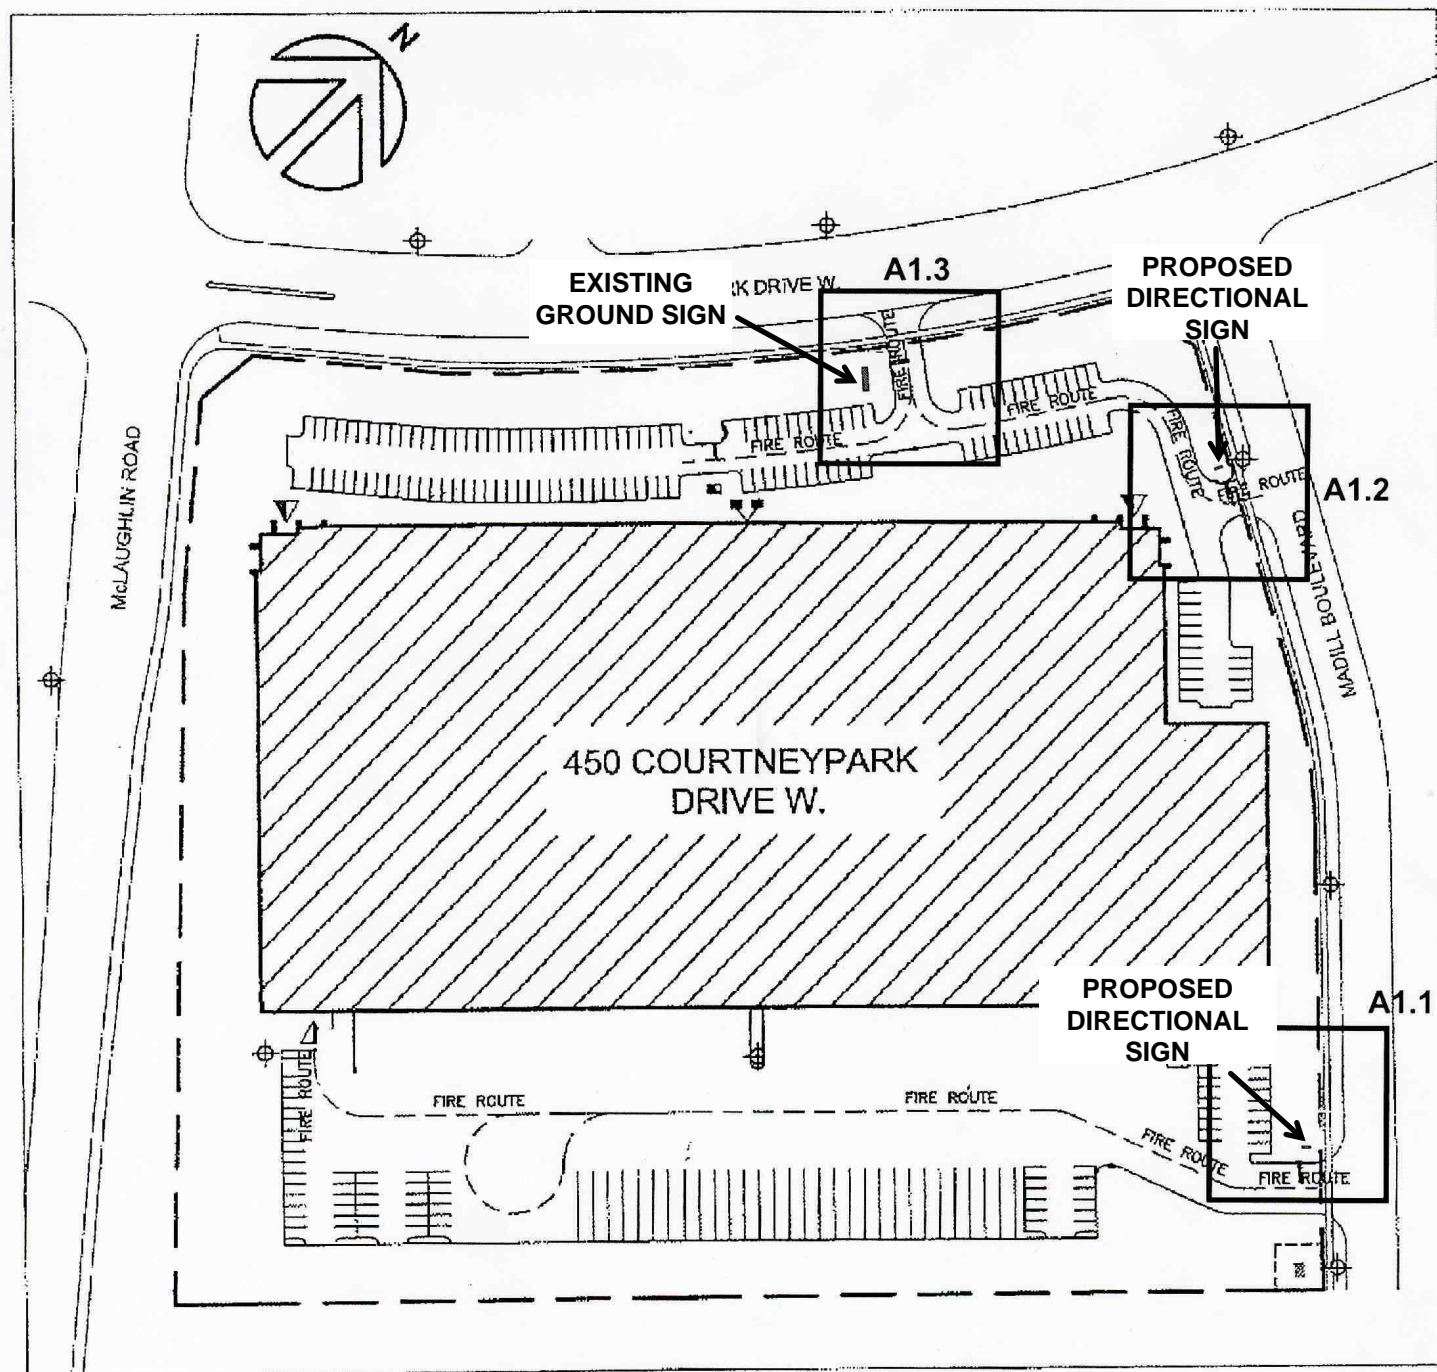 N
EXISTING
GROUND SIGN
RK DRIVE W.
A1.3
PROPOSED
DIRECTIONAL
SIGN
FIRE ROUTE
FIRE ROUTE
FIRE ROUTE
FIRE ROUTE
FIRE ROUTE
A1.2
McLAUGHLIN ROAD
MADILL BOULEVARD
450 COURTNEYPARK
DRIVE W.
PROPOSED
DIRECTIONAL
SIGN
A1.1
FIRE ROUTE
FIRE ROUTE
FIRE ROUTE
FIRE ROUTE
FIRE ROUTE